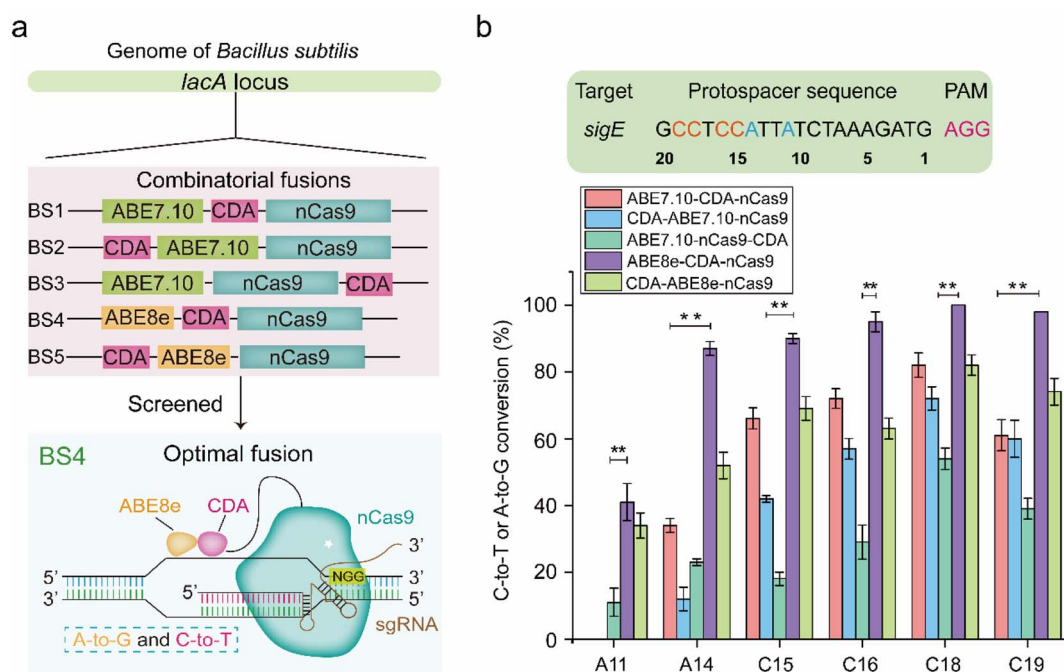 a
Genome of Bacillus subtilis
lacA locus
Combinatorial fusions
BS1 ABE7.10 CDA nCas9
BS2 CDA ABE7.10 nCas9
BS3 ABE7.10 nCas9 CDA
BS4 ABE8e CDA nCas9
BS5 CDA ABE8e nCas9
Screened
BS4 Optimal fusion
ABE8e CDA
nCas9
3’
5’ NGG 3’
3’ 5’ 5’
sgRNA
A-to-G and C-to-T
b
Target Protospacer sequence PAM
sigE GCCTCCATTATCTAAAGATG AGG
20 15 10 5 1
ABE7.10-CDA-nCas9
CDA-ABE7.10-nCas9
ABE7.10-nCas9-CDA
ABE8e-CDA-nCas9
CDA-ABE8e-nCas9
C-to-T or A-to-G conversion (%)
100
80
60
40
20
0
** ** ** ** ** **
A11 A14 C15 C16 C18 C19